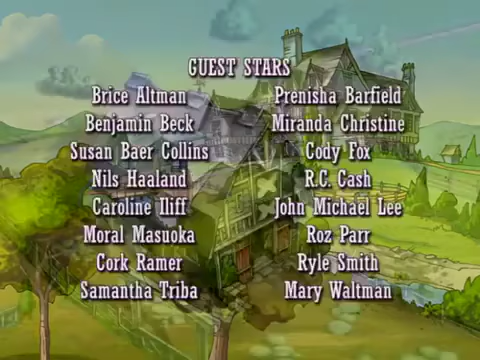 GUEST STARS
Brice Altman Prenisha Barfield
Benjamin Beck Miranda Christine
Susan Baer Collins Cody Fox
Nils Haaland R.C. Cash
Caroline Iliff John Michael Lee
Moral Masuoka Roz Parr
Cork Ramer Ryle Smith
Samantha Triba Mary Waltman